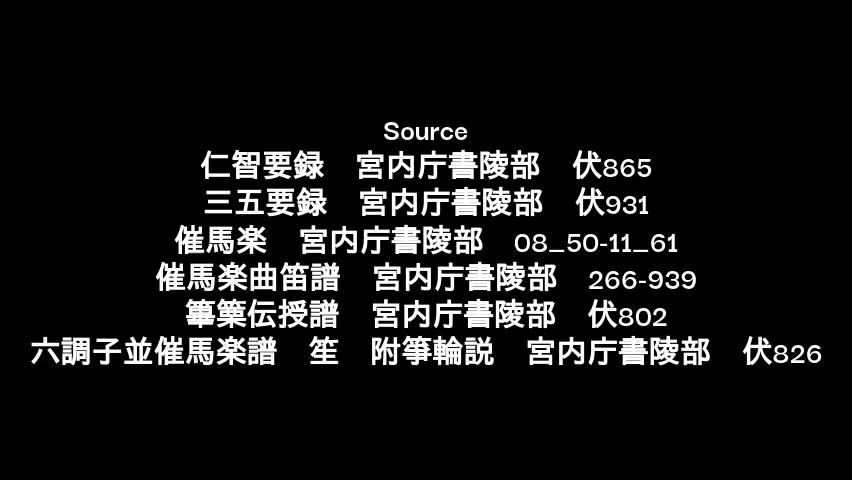 Source
仁智要録　宮内庁書陵部　伏865
三五要録　宮内庁書陵部　伏931
催馬楽　宮内庁書陵部　08_50-11_61
催馬楽曲笛譜　宮内庁書陵部　266-939
篳篥伝授譜　宮内庁書陵部　伏802
六調子並催馬楽譜　笙　附箏輪説　宮内庁書陵部　伏826